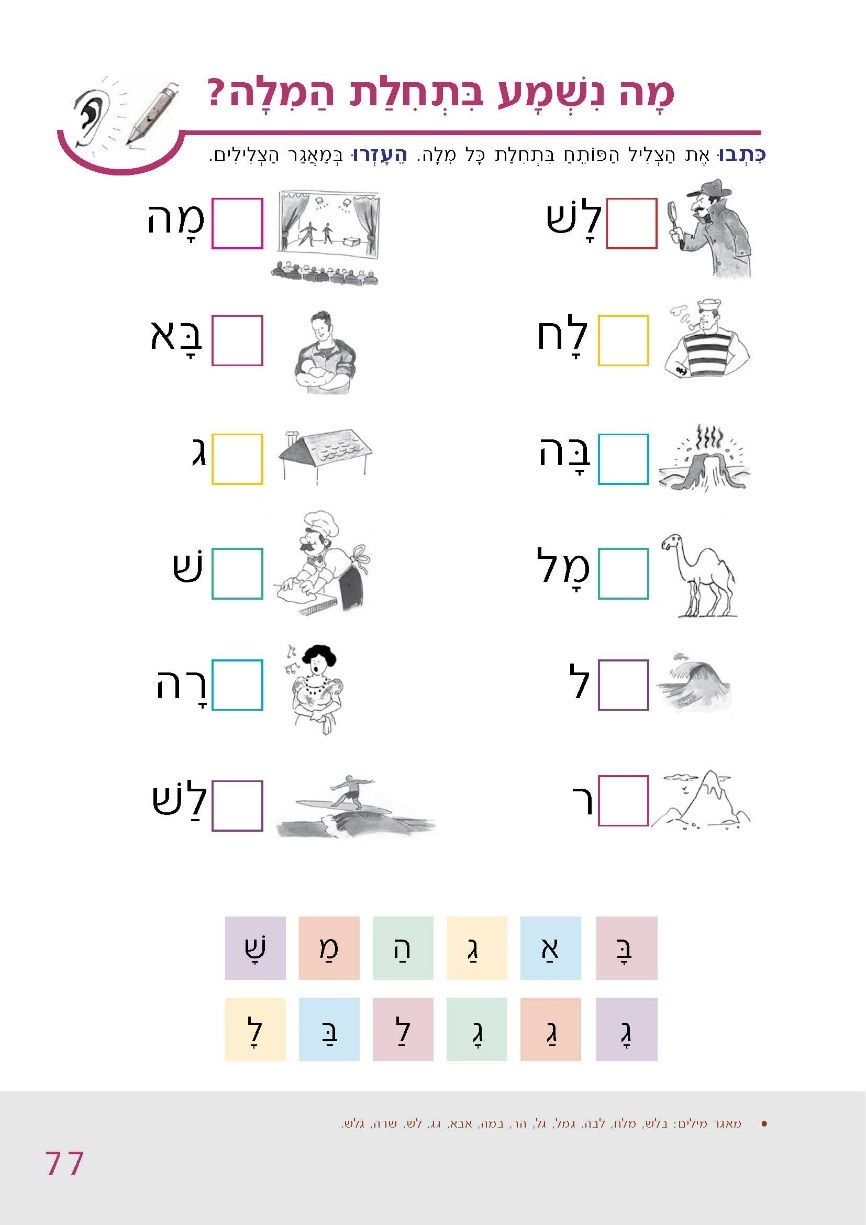 מָה נִשְׁמָע בִּתְחִלַּת הַמִלָּה?
כִּתְבוּ אֶת הַצְלִיל הַפּוֹתֵחַ בִּתְחִלַּת כָּל מִלָּה. הֵעָזְרוּ בְּמַאֲגַר הַצְלִילִים.
לָשׁ
מָה
לָח
בָּא
בָּה
ג
מָל
שׁ
ל
רָה
ר
לַשׁ
בָּ אַ גַ הַ מַ שָׁ
גָ גַ גָ לַ בַּ לָ
מאגר מילים: בלש, מלח, לבה, גמל, גל, הר, במה, אבא, גג, לש, שרה, גלש.
77